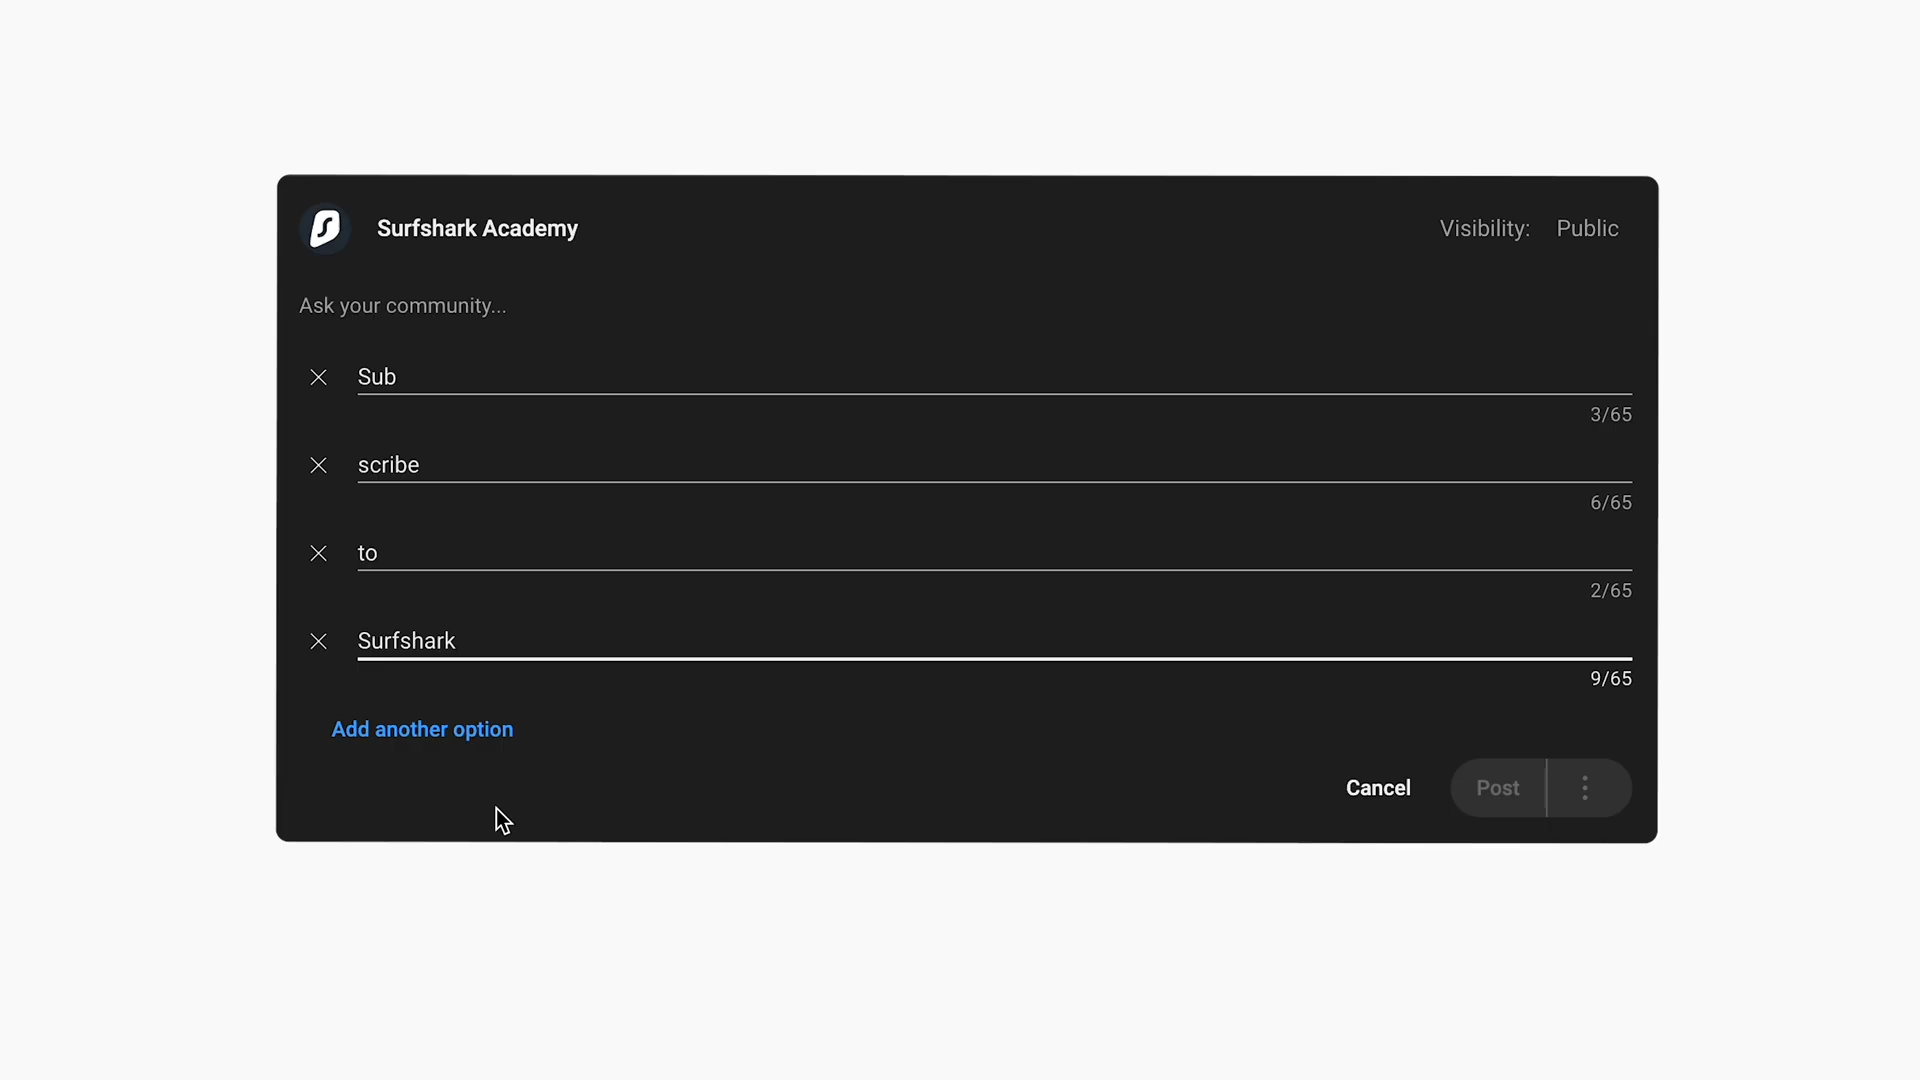 Surfshark Academy
Visibility: Public
Ask your community...
Sub
3/65
scribe
6/65
to
2/65
Surfshark
9/65
Add another option
Cancel
Post